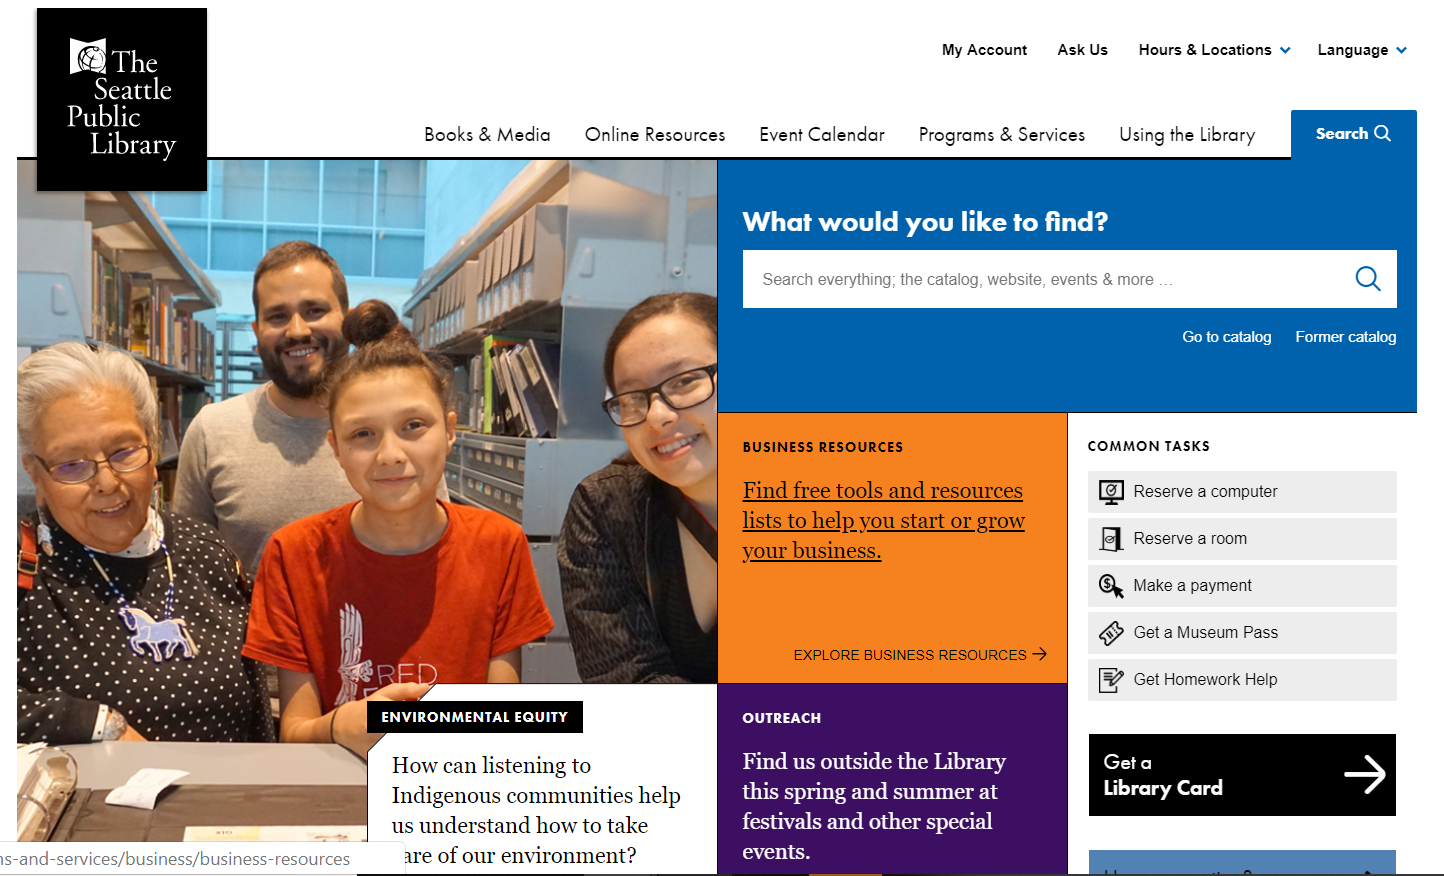 The
Seattle
Public
Library
My Account
Ask Us
Hours & Locations
Language
Books & Media
Online Resources
Event Calendar
Programs & Services
Using the Library
Search
What would you like to find?
Search everything; the catalog, website, events & more ...
Go to catalog
Former catalog
RED
ENVIRONMENTAL EQUITY
How can listening to
Indigenous communities help
us understand how to take
are of our environment?
BUSINESS RESOURCES
Find free tools and resources
lists to help you start or grow
your business.
EXPLORE BUSINESS RESOURCES
OUTREACH
Find us outside the Library
this spring and summer at
festivals and other special
events.
COMMON TASKS
Reserve a computer
Reserve a room
Make a payment
Get a Museum Pass
Get Homework Help
Get a
Library Card
ns-and-services/business/business-resources